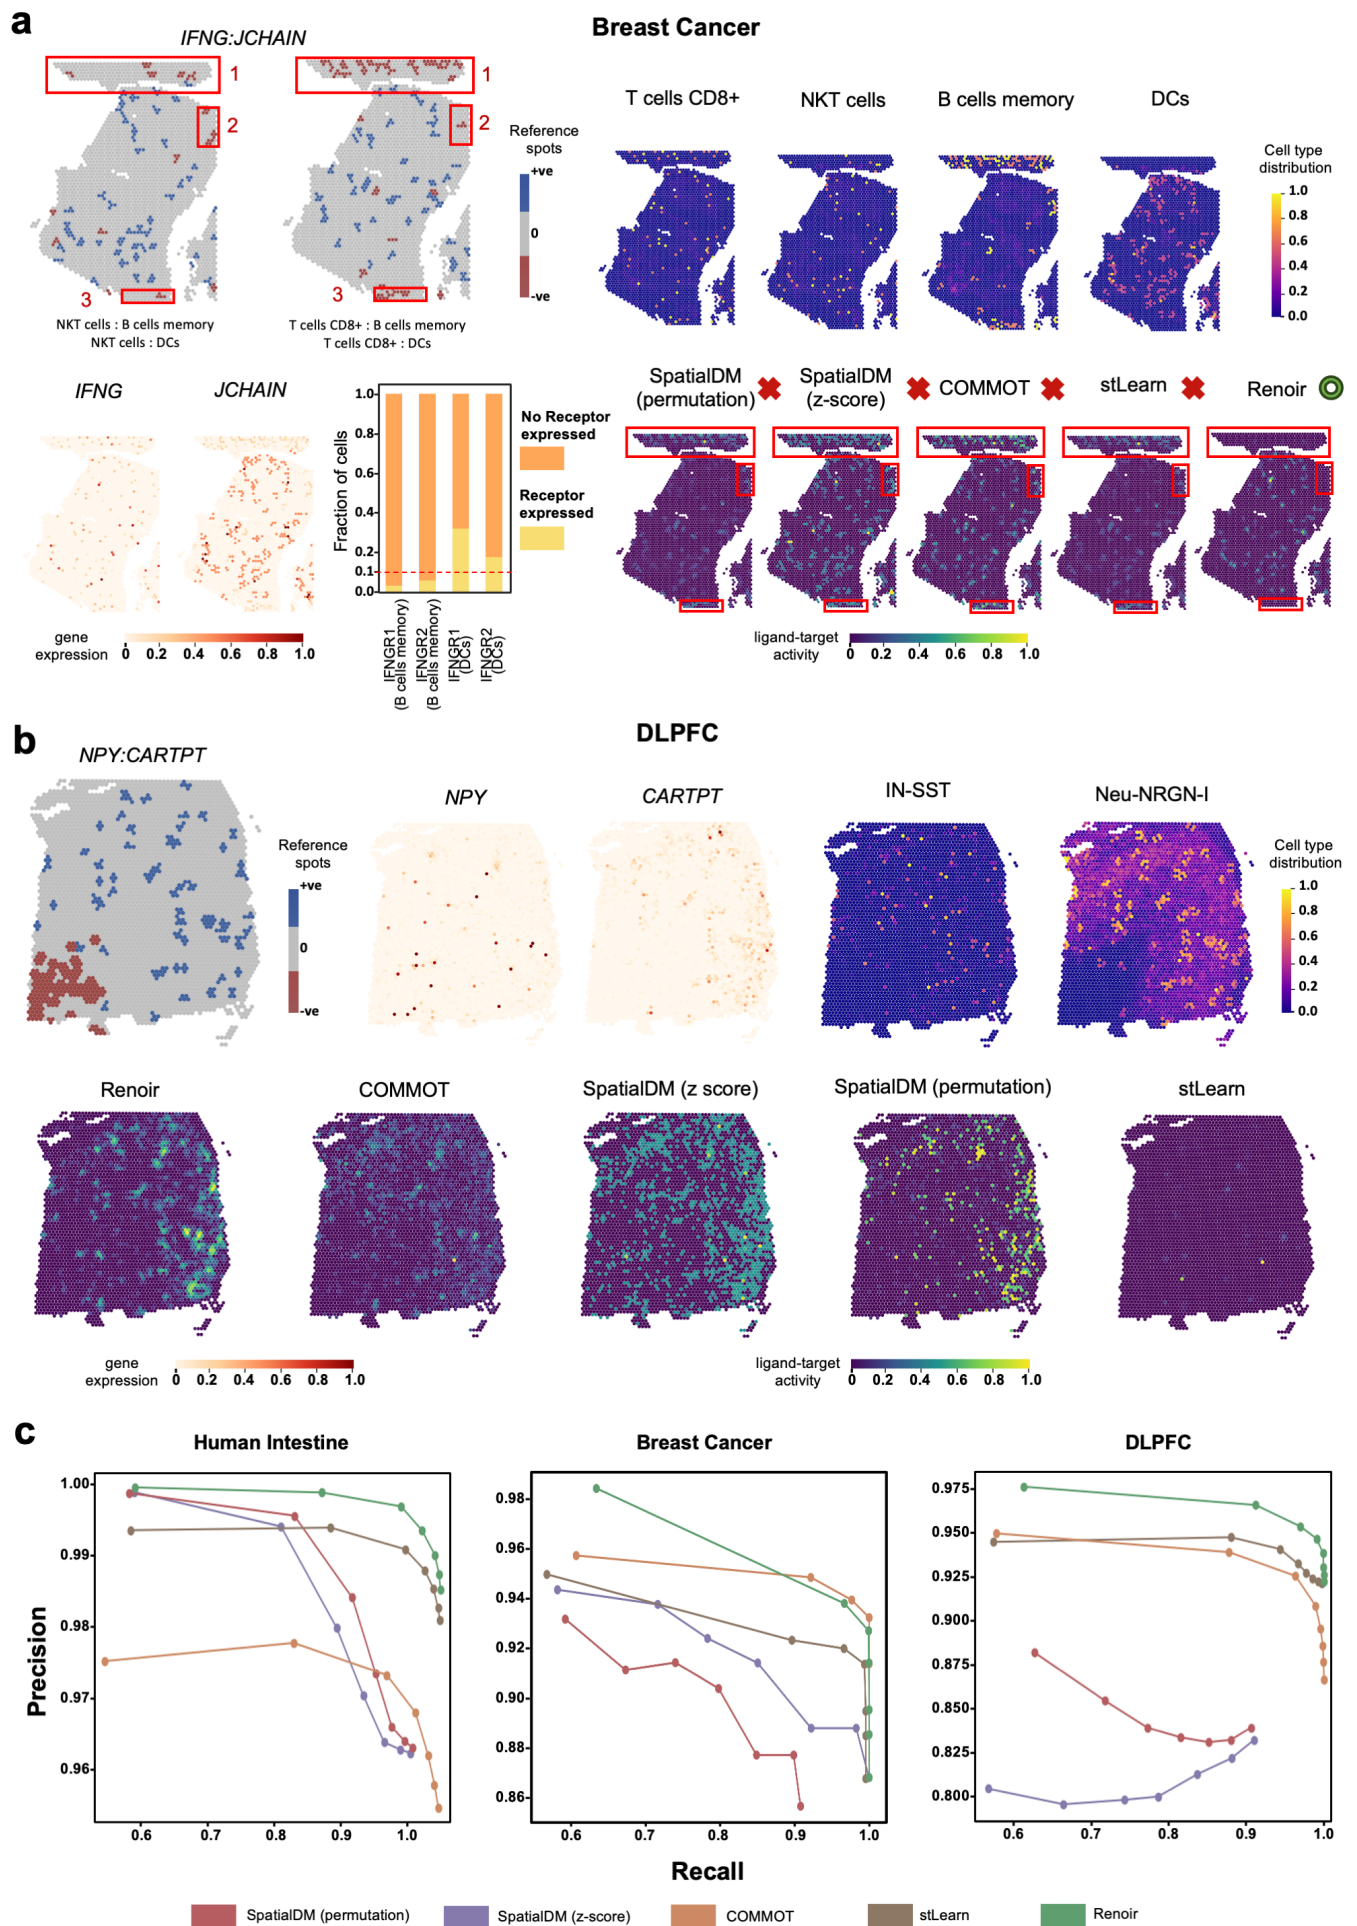 a
Breast Cancer
IFNG:JCHAIN
1
1
2
2
3
3
Reference
spots
+ve
0
-ve
NKT cells : B cells memory
NKT cells : DCs
T cells CD8+ : B cells memory
T cells CD8+ : DCs
T cells CD8+
NKT cells
B cells memory
DCs
Cell type
distribution
1.0
0.8
0.6
0.4
0.2
0.0
IFNG
JCHAIN
gene
expression
0 0.2 0.4 0.6 0.8 1.0
Fraction of cells
1.0
0.8
0.6
0.4
0.2
0.1
0.0
IFNGR1
(B cells memory)
IFNGR2
(B cells memory)
IFNGR1
(DCs)
IFNGR2
(DCs)
No Receptor
expressed
Receptor
expressed
SpatialDM
(permutation)
SpatialDM
(z-score)
COMMOT
stLearn
Renoir
ligand-target
activity
0 0.2 0.4 0.6 0.8 1.0
b
DLPFC
NPY:CARTPT
Reference
spots
+ve
0
-ve
NPY
CARTPT
IN-SST
Neu-NRGN-I
Cell type
distribution
1.0
0.8
0.6
0.4
0.2
0.0
Renoir
COMMOT
SpatialDM (z score)
SpatialDM (permutation)
stLearn
gene
expression
0 0.2 0.4 0.6 0.8 1.0
ligand-target
activity
0 0.2 0.4 0.6 0.8 1.0
c
Human Intestine
Breast Cancer
DLPFC
Precision
1.00
0.99
0.98
0.97
0.96
0.6 0.7 0.8 0.9 1.0
0.98
0.96
0.94
0.92
0.90
0.88
0.86
0.6 0.7 0.8 0.9 1.0
0.975
0.950
0.925
0.900
0.875
0.850
0.825
0.800
0.6 0.7 0.8 0.9 1.0
Recall
SpatialDM (permutation)
SpatialDM (z-score)
COMMOT
stLearn
Renoir